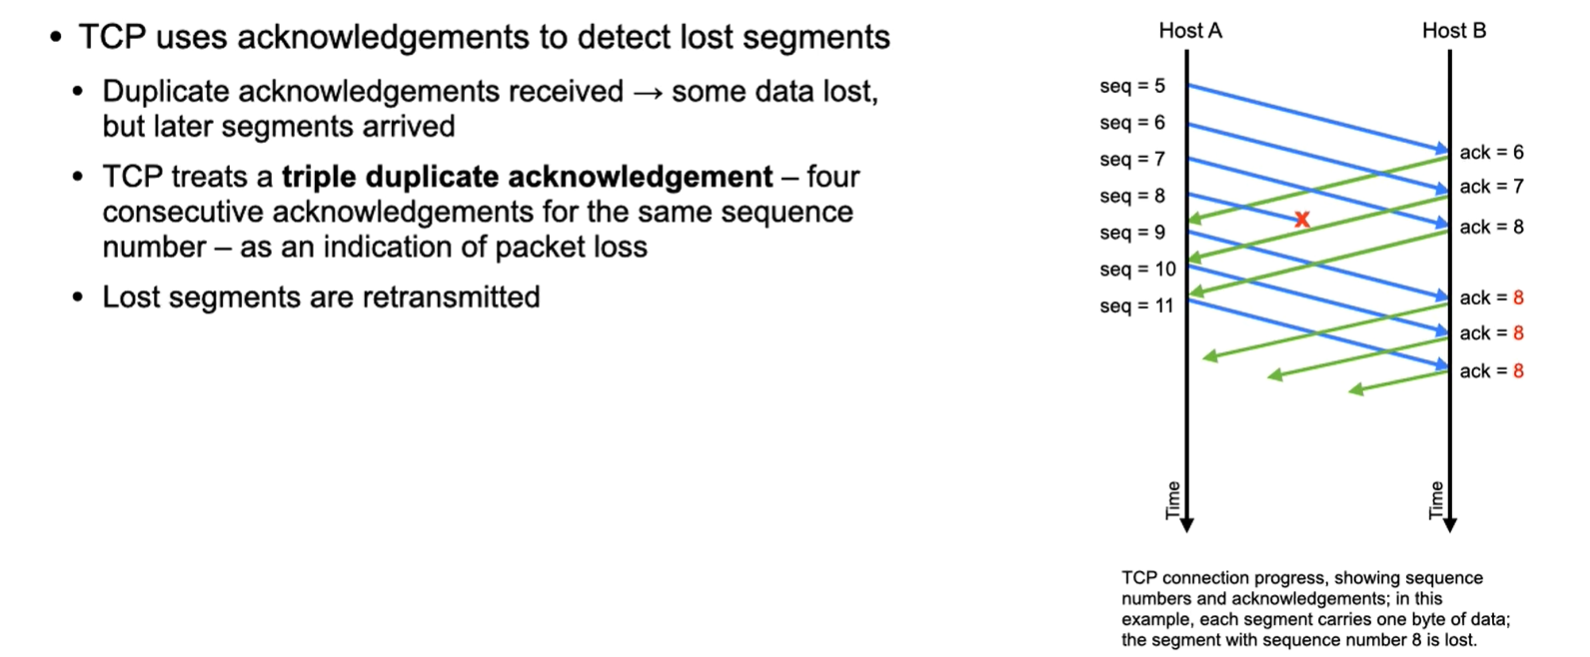 • TCP uses acknowledgements to detect lost segments
• Duplicate acknowledgements received → some data lost,
but later segments arrived
• TCP treats a triple duplicate acknowledgement – four
consecutive acknowledgements for the same sequence
number – as an indication of packet loss
• Lost segments are retransmitted
Host A
Host B
seq = 5
seq = 6
seq = 7
seq = 8
seq = 9
seq = 10
seq = 11
x
ack = 6
ack = 7
ack = 8
ack = 8
ack = 8
ack = 8
Time
Time
TCP connection progress, showing sequence
numbers and acknowledgements; in this
example, each segment carries one byte of data;
the segment with sequence number 8 is lost.